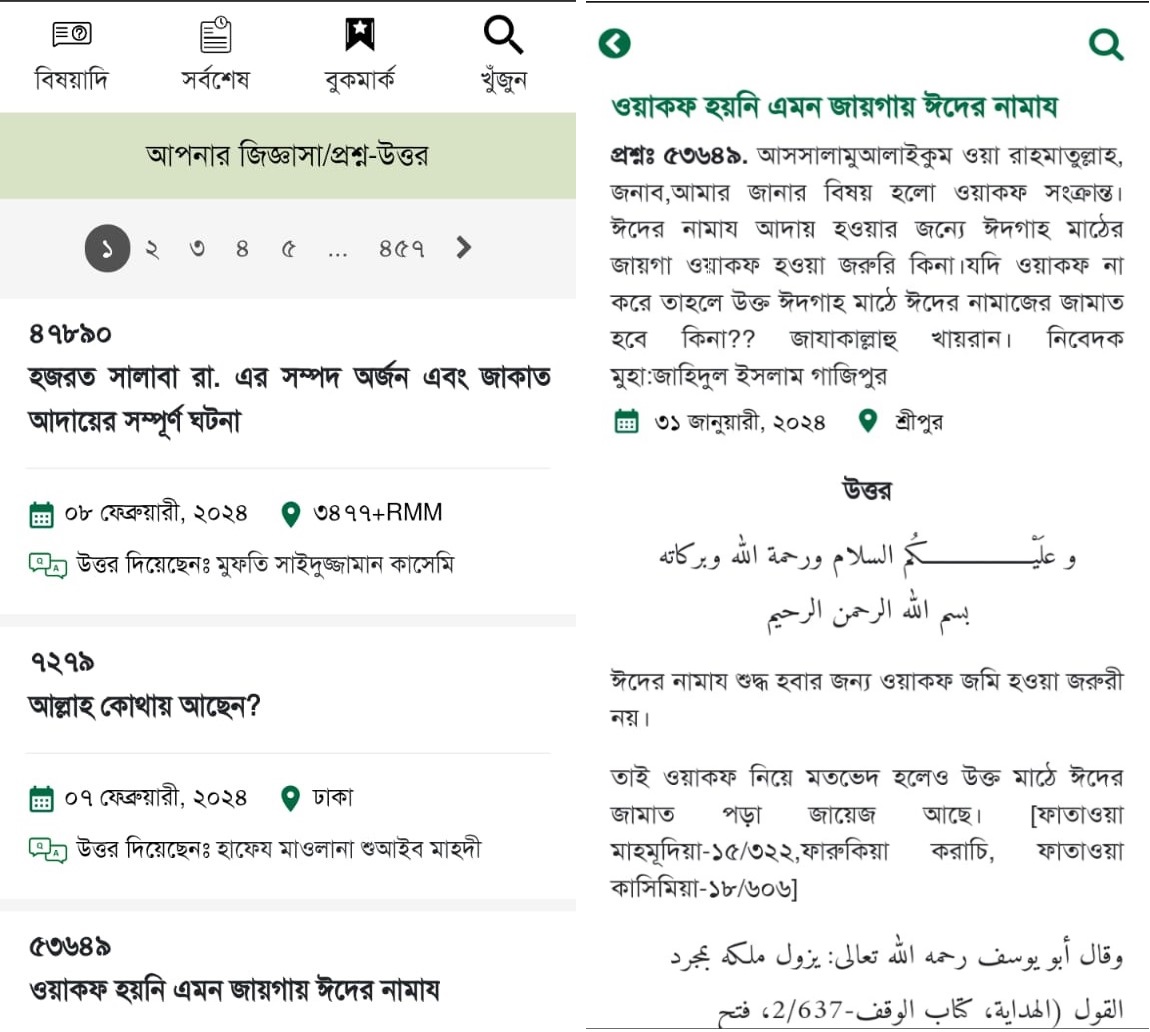 বিষয়াদি
সর্বশেষ
বুকমার্ক
খুঁজুন
আপনার জিজ্ঞাসা/প্রশ্ন-উত্তর
১ ২ ৩ ৪ ৫ ... ৪৫৭
৪৭৮৯০
হজরত সালাবা রা. এর সম্পদ অর্জন এবং জাকাত
আদায়ের সম্পূর্ণ ঘটনা
০৮ ফেব্রুয়ারী, ২০২৪ ৩৪৭৭+RMM
উত্তর দিয়েছেনঃ মুফতি সাইদুজ্জামান কাসেমি
৭২৭৯
আল্লাহ কোথায় আছেন?
০৭ ফেব্রুয়ারী, ২০২৪ ঢাকা
উত্তর দিয়েছেনঃ হাফেয মাওলানা শুআইব মাহদী
৫৩৬৪৯
ওয়াকফ হয়নি এমন জায়গায় ঈদের নামায
ওয়াকফ হয়নি এমন জায়গায় ঈদের নামায
প্রশ্নঃ ৫৩৬৪৯. আসসালামুআলাইকুম ওয়া রাহমাতুল্লাহ,
জনাব,আমার জানার বিষয় হলো ওয়াকফ সংক্রান্ত।
ঈদের নামায আদায় হওয়ার জন্যে ঈদগাহ মাঠের
জায়গা ওয়াকফ হওয়া জরুরি কিনা।যদি ওয়াকফ না
করে তাহলে উক্ত ঈদগাহ মাঠে ঈদের নামাজের জামাত
হবে কিনা?? জাযাকাল্লাহু খায়রান। নিবেদক
মুহা:জাহিদুল ইসলাম গাজিপুর
৩১ জানুয়ারী, ২০২৪ শ্রীপুর
উত্তর
و علَيْــــــــــكُم السلام ورحمة الله وبركاته
بسم الله الرحمن الرحيم
ঈদের নামায শুদ্ধ হবার জন্য ওয়াকফ জমি হওয়া জরুরী
নয়।
তাই ওয়াকফ নিয়ে মতভেদ হলেও উক্ত মাঠে ঈদের
জামাত পড়া জায়েজ আছে। [ফাতাওয়া
মাহমূদিয়া-১৫/৩২২,ফারুকিয়া করাচি, ফাতাওয়া
কাসিমিয়া-১৮/৬০৬]
وقال أبو يوسف رحمه الله تعالى: يزول ملكه بمجرد
القول (الهداية، كتاب الوقف-2/637، فتح